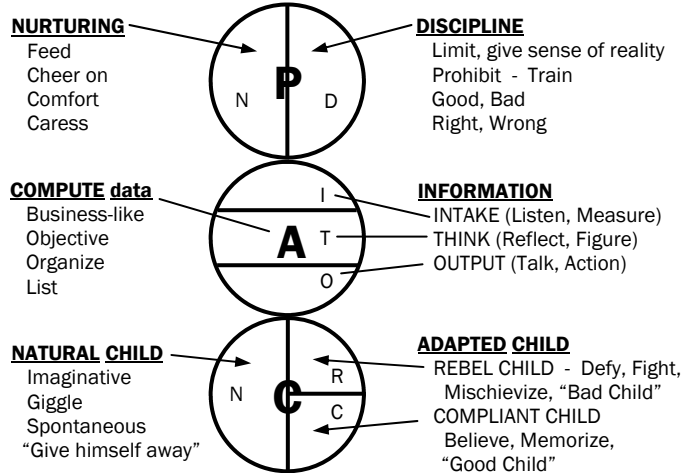 NURTURING
Feed
Cheer on
Comfort
Caress
N
P
D
DISCIPLINE
Limit, give sense of reality
Prohibit - Train
Good, Bad
Right, Wrong
COMPUTE data
Business-like
Objective
Organize
List
I
A
T
O
INFORMATION
INTAKE (Listen, Measure)
THINK (Reflect, Figure)
OUTPUT (Talk, Action)
NATURAL CHILD
Imaginative
Giggle
Spontaneous
“Give himself away”
N
C
R
C
ADAPTED CHILD
REBEL CHILD - Defy, Fight,
Mischievize, “Bad Child”
COMPLIANT CHILD
Believe, Memorize,
“Good Child”